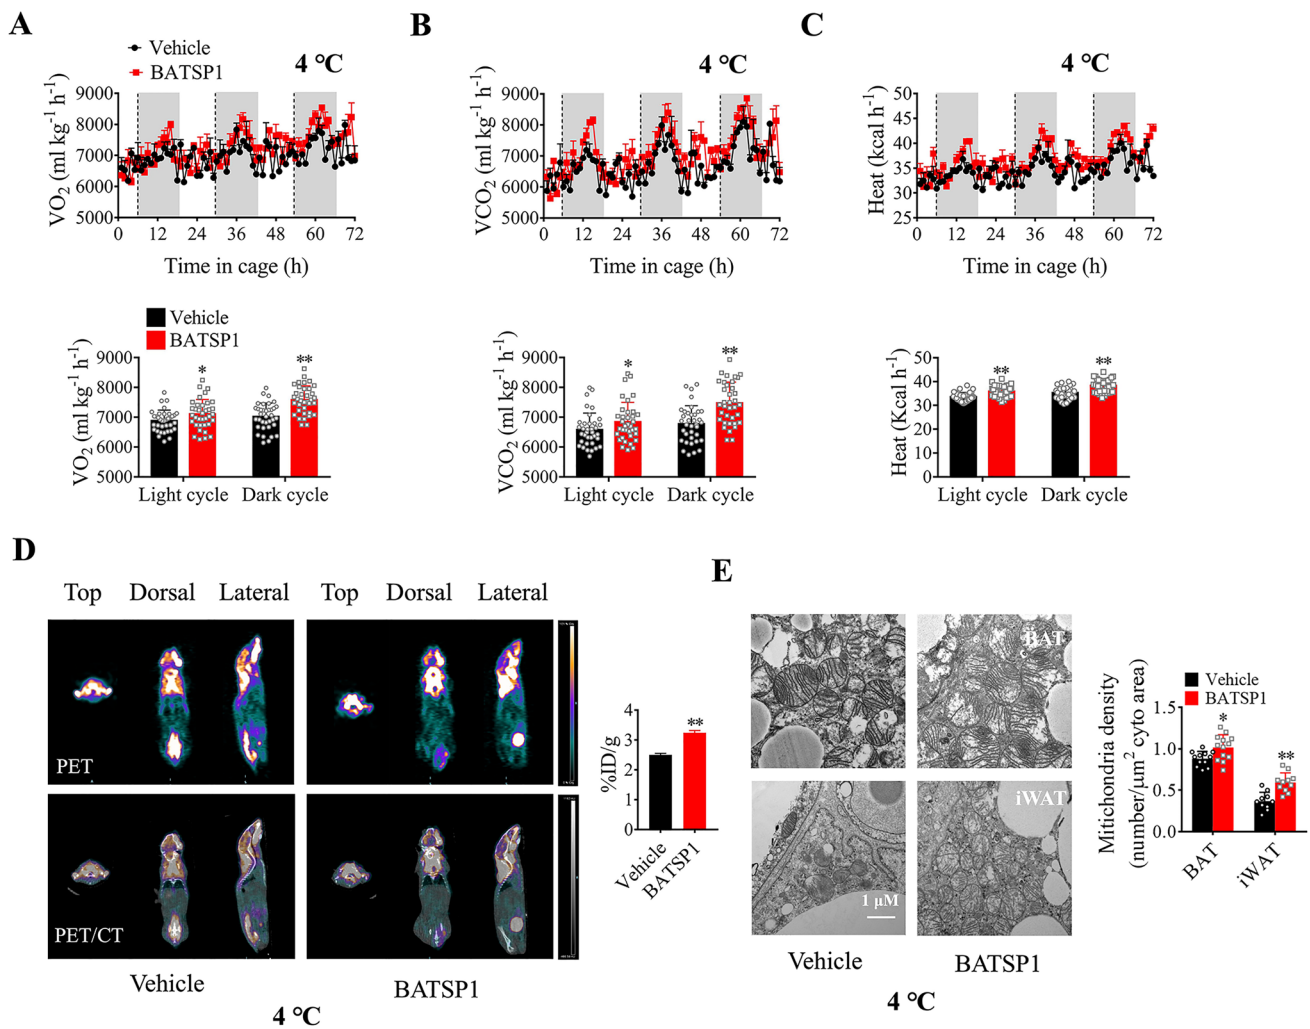 A
Vehicle
BATSP1
4 °C
VO2 (ml kg-1 h-1)
9000
8000
7000
6000
5000
0 12 24 36 48 60 72
Time in cage (h)
B
4 °C
VCO2 (ml kg-1 h-1)
9000
8000
7000
6000
5000
0 12 24 36 48 60 72
Time in cage (h)
C
4 °C
Heat (kcal h-1)
50
45
40
35
30
25
0 12 24 36 48 60 72
Time in cage (h)
Vehicle
BATSP1
VO2 (ml kg-1 h-1)
9000
8000
7000
6000
5000
* **
Light cycle Dark cycle
VCO2 (ml kg-1 h-1)
9000
8000
7000
6000
5000
* **
Light cycle Dark cycle
Heat (Kcal h-1)
50
40
30
20
10
0
** **
Light cycle Dark cycle
D
Top Dorsal Lateral Top Dorsal Lateral
PET
PET/CT
Vehicle BATSP1
4 °C
%ID/g
4
3
2
1
0
**
Vehicle
BATSP1
E
BAT
iWAT
1 μM
Vehicle BATSP1
4 °C
Mitichondria density
(number/μm2 cyto area)
Vehicle
BATSP1
1.5
1.0
0.5
0.0
* **
BAT
iWAT